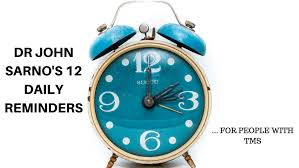 DR JOHN
SARNO'S 12
DAILY
REMINDERS
12
9
3
6
... FOR PEOPLE WITH
TMS